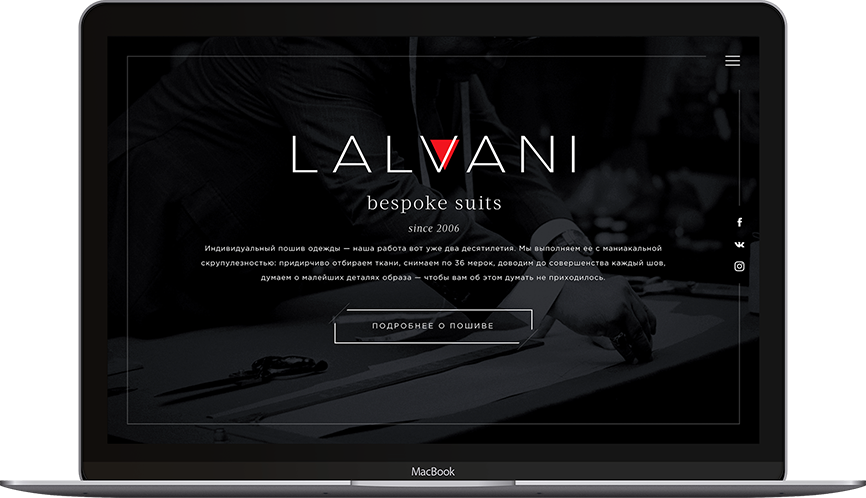 LALVANI
bespoke suits
since 2006
Индивидуальный пошив одежды — наша работа вот уже два десятилетия. Мы выполняем ее с маниакальной
скрупулезностью: придирчиво отбираем ткани, снимаем по 36 мерок, доводим до совершенства каждый шов,
думаем о малейших деталях образа — чтобы вам об этом думать не приходилось.
ПОДРОБНЕЕ О ПОШИВЕ
MacBook